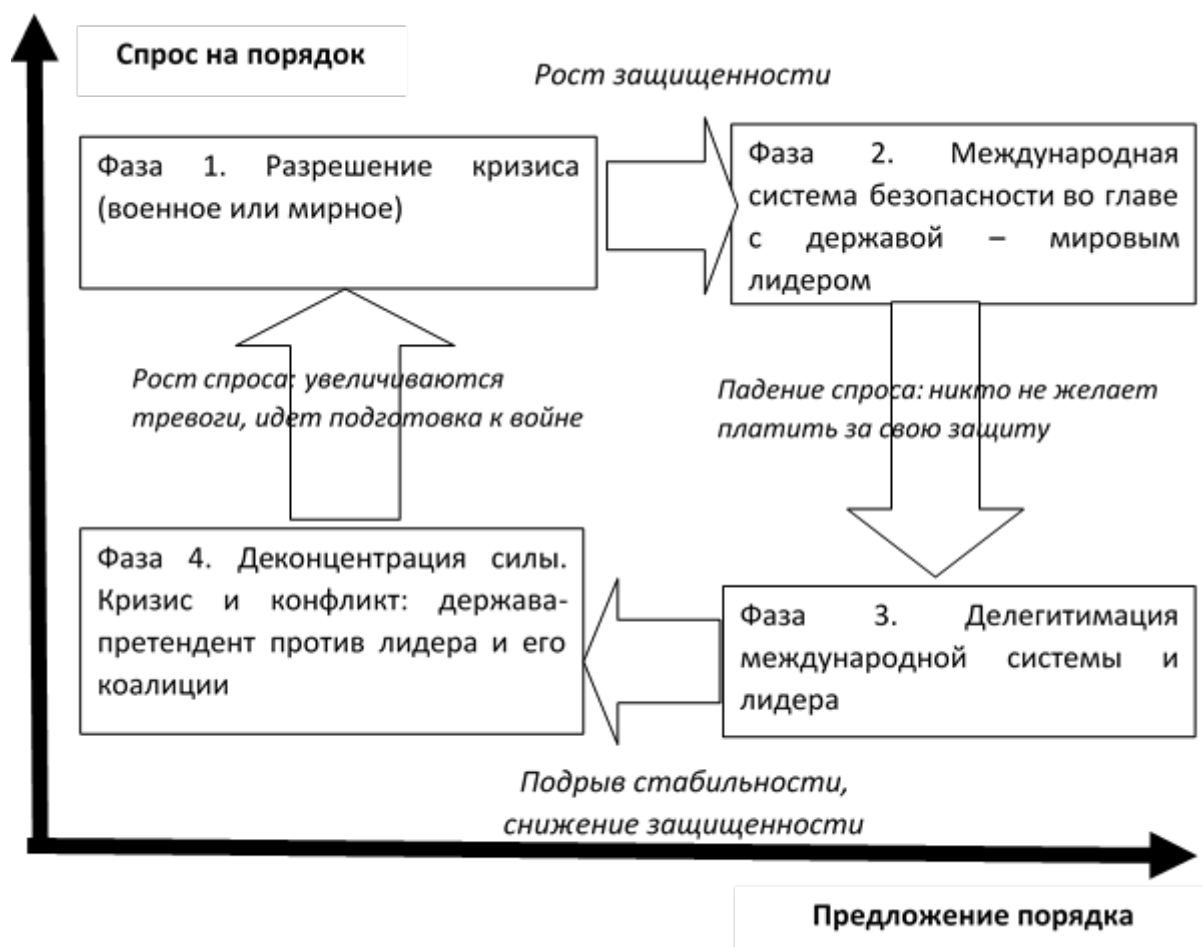 Спрос на порядок
Рост защищенности
Фаза 1. Разрешение кризиса
(военное или мирное)
Фаза 2. Международная
система безопасности во главе
с державой – мировым
лидером
Рост спроса: увеличиваются
тревоги, идет подготовка к войне
Падение спроса: никто не желает
платить за свою защиту
Фаза 4. Деконцентрация силы.
Кризис и конфликт: держава-
претендент против лидера и его
коалиции
Фаза 3. Делегитимация
международной системы и
лидера
Подрыв стабильности,
снижение защищенности
Предложение порядка